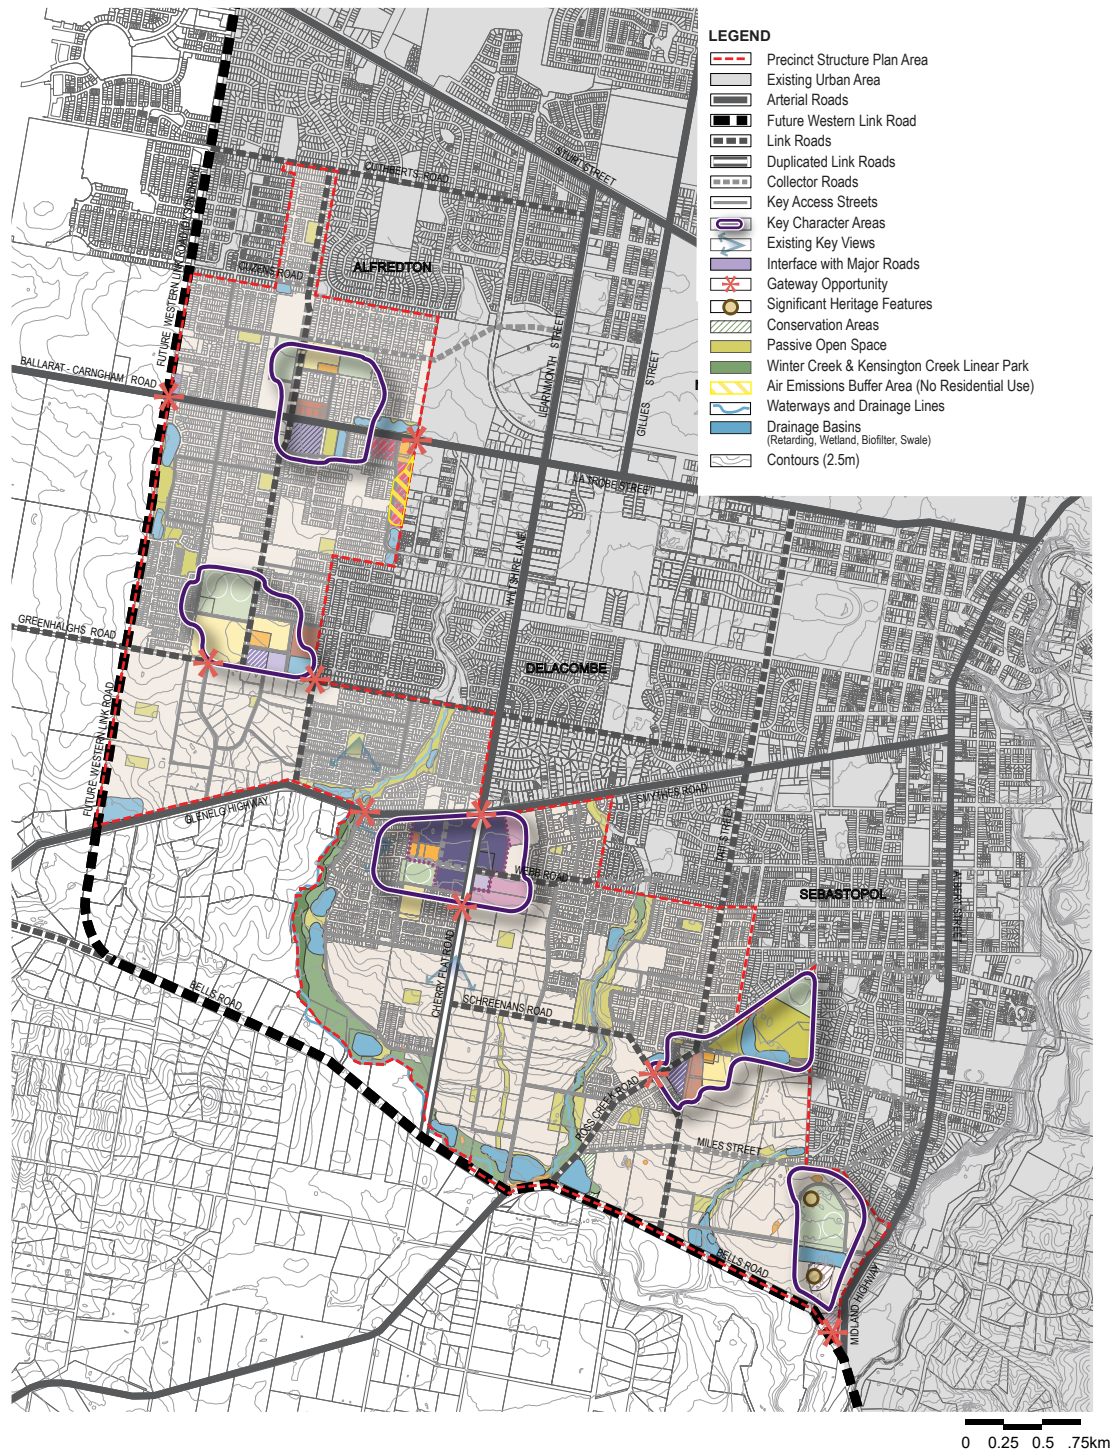 LEGEND
Precinct Structure Plan Area
Existing Urban Area
Arterial Roads
Future Western Link Road
Link Roads
Duplicated Link Roads
Collector Roads
Key Access Streets
Key Character Areas
Existing Key Views
Interface with Major Roads
Gateway Opportunity
Significant Heritage Features
Conservation Areas
Passive Open Space
Winter Creek & Kensington Creek Linear Park
Air Emissions Buffer Area (No Residential Use)
Waterways and Drainage Lines
Drainage Basins
(Retarding, Wetland, Biofilter, Swale)
Contours (2.5m)
STURT STREET
CUTHBERTS ROAD
ALFREDTON
CUZENS ROAD
LEARMONTH STREET
GILLIES STREET
BALLARAT - CARNGHAM ROAD
LA TROBE STREET
WILTSHIRE LANE
GREENHALGHS ROAD
DELACOMBE
FUTURE WESTERN LINK ROAD
GLENELG HIGHWAY
SMYTHES ROAD
TAIT STREET
WEBB ROAD
SEBASTOPOL
ALBERT STREET
CHERRY FLAT ROAD
BELLS ROAD
SCHREENANS ROAD
ROSS CREEK ROAD
MILES STREET
BELLS ROAD
MIDLAND HIGHWAY
0 0.25 0.5 .75km